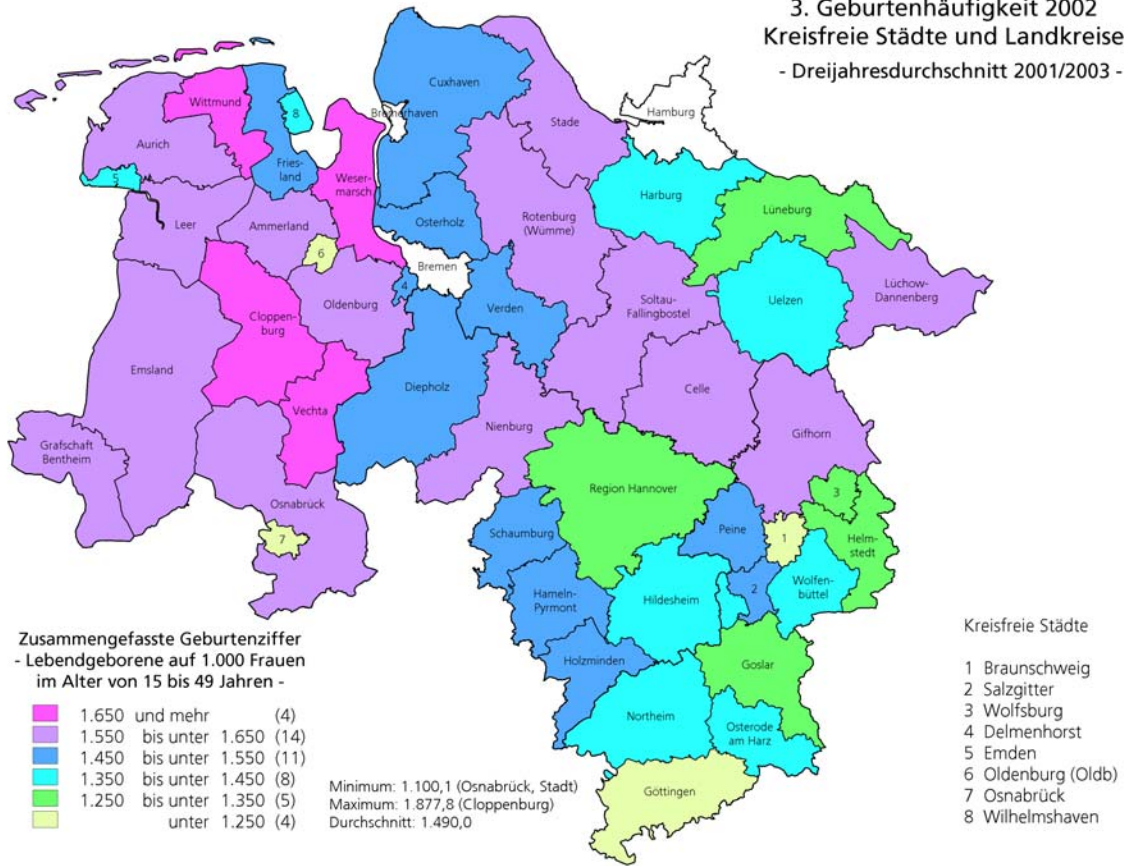 3. Geburtenhäufigkeit 2002
Kreisfreie Städte und Landkreise
- Dreijahresdurchschnitt 2001/2003 -
Cuxhaven
Wittmund
Bremerhaven
Hamburg
8
Stade
Aurich
Fries-
land
5
Weser-
marsch
Harburg
Lüneburg
Leer
Ammerland
Osterholz
Rotenburg
(Wümme)
6
Bremen
4
Lüchow-
Dannenberg
Oldenburg
Verden
Soltau-
Fallingbostel
Uelzen
Cloppen-
burg
Emsland
Diepholz
Celle
Vechta
Nienburg
Gifhorn
Grafschaft
Bentheim
Region Hannover
3
Osnabrück
Schaumburg
Peine
1
Helm-
stedt
7
Hameln-
Pyrmont
Hildesheim
2
Wolfen-
büttel
Holzminden
Goslar
Northeim
Osterode
am Harz
Göttingen
Zusammengefasste Geburtenziffer
- Lebendgeborene auf 1.000 Frauen
im Alter von 15 bis 49 Jahren -
1.650 und mehr (4)
1.550 bis unter 1.650 (14)
1.450 bis unter 1.550 (11)
1.350 bis unter 1.450 (8)
1.250 bis unter 1.350 (5)
unter 1.250 (4)
Minimum: 1.100,1 (Osnabrück, Stadt)
Maximum: 1.877,8 (Cloppenburg)
Durchschnitt: 1.490,0
Kreisfreie Städte
1 Braunschweig
2 Salzgitter
3 Wolfsburg
4 Delmenhorst
5 Emden
6 Oldenburg (Oldb)
7 Osnabrück
8 Wilhelmshaven